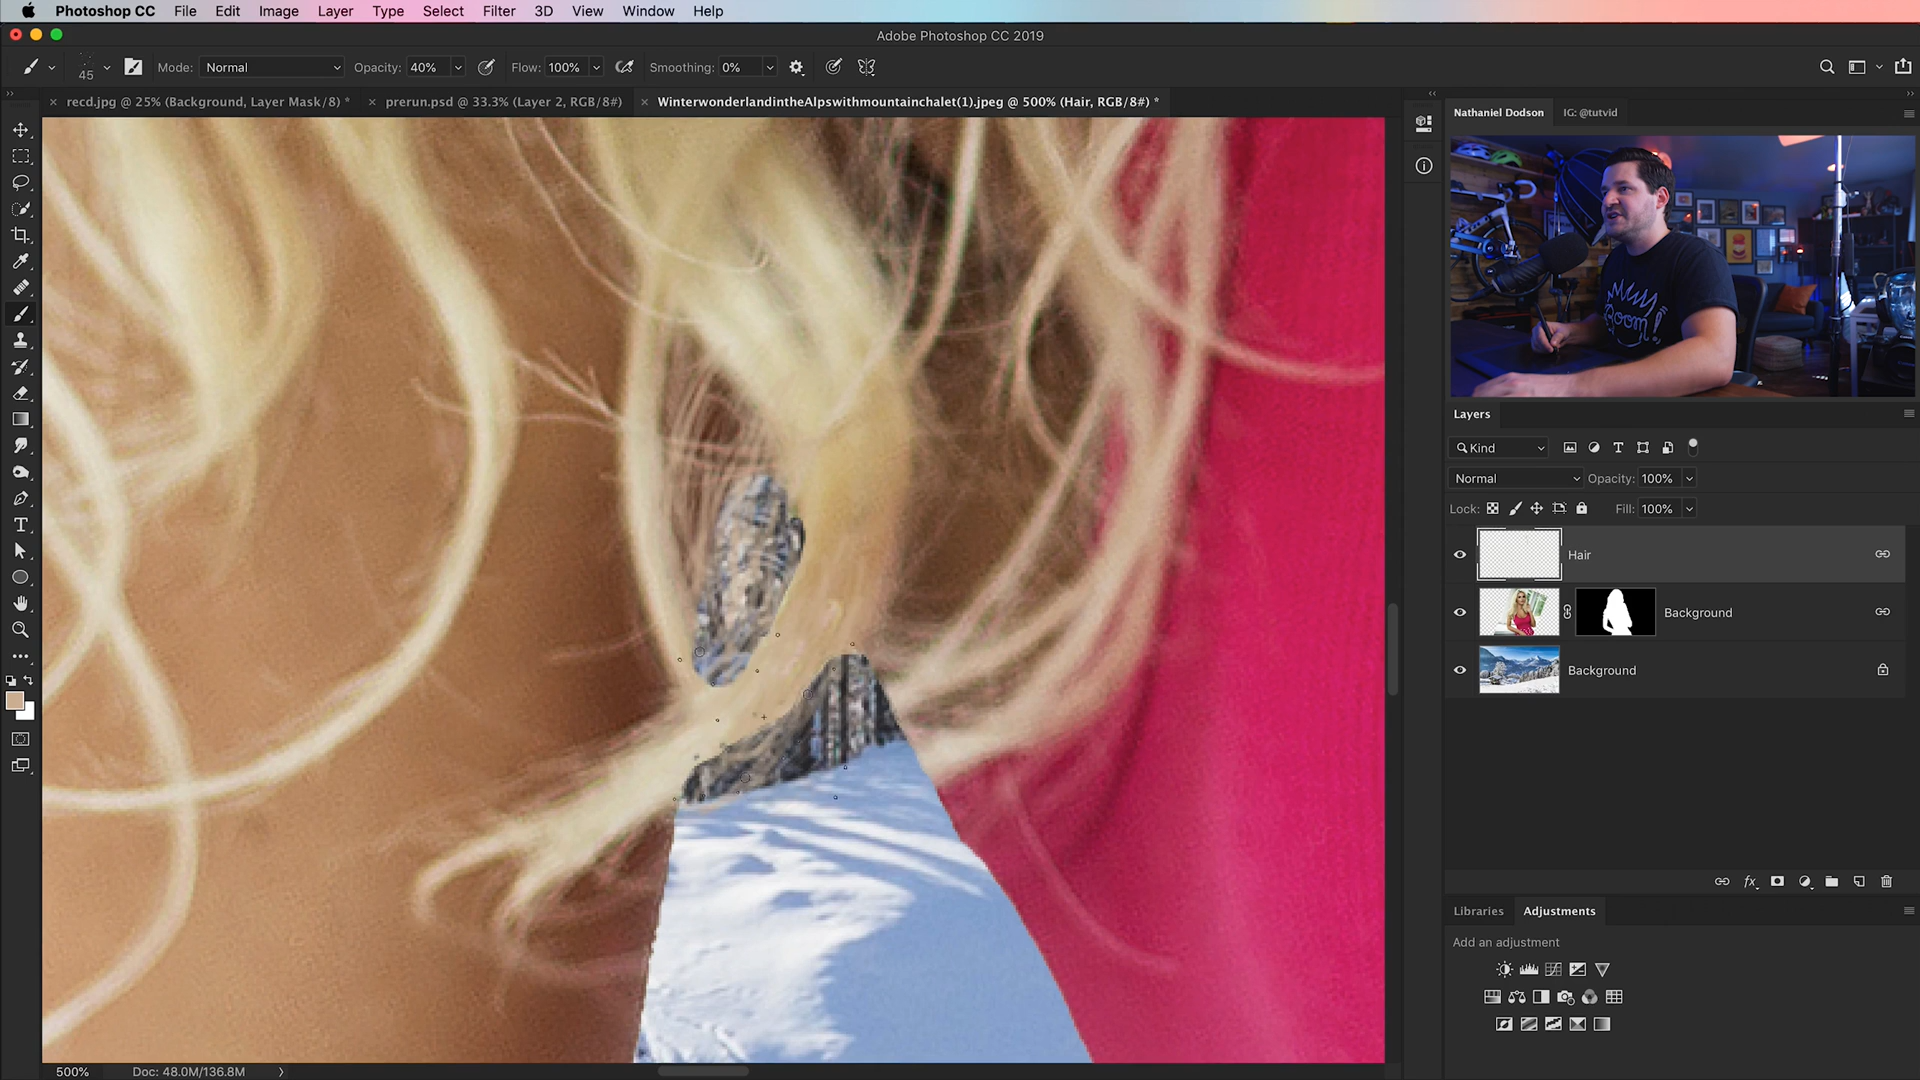 Photoshop CC File Edit Image Layer Type Select Filter 3D View Window Help
Adobe Photoshop CC 2019
45 Mode: Normal Opacity: 40% Flow: 100% Smoothing: 0%
recd.jpg @ 25% (Background, Layer Mask/8) * prerun.psd @ 33.3% (Layer 2, RGB/8#) WinterwonderlandintheAlpswithmountainchalet(1).jpeg @ 500% (Hair, RGB/8#) *
Nathaniel Dodson IG: @tutvid
Boom!
Layers
Kind
Normal Opacity: 100%
Lock: Fill: 100%
Hair
Background
Background
fx
Libraries Adjustments
Add an adjustment
500% Doc: 48.0M/136.8M